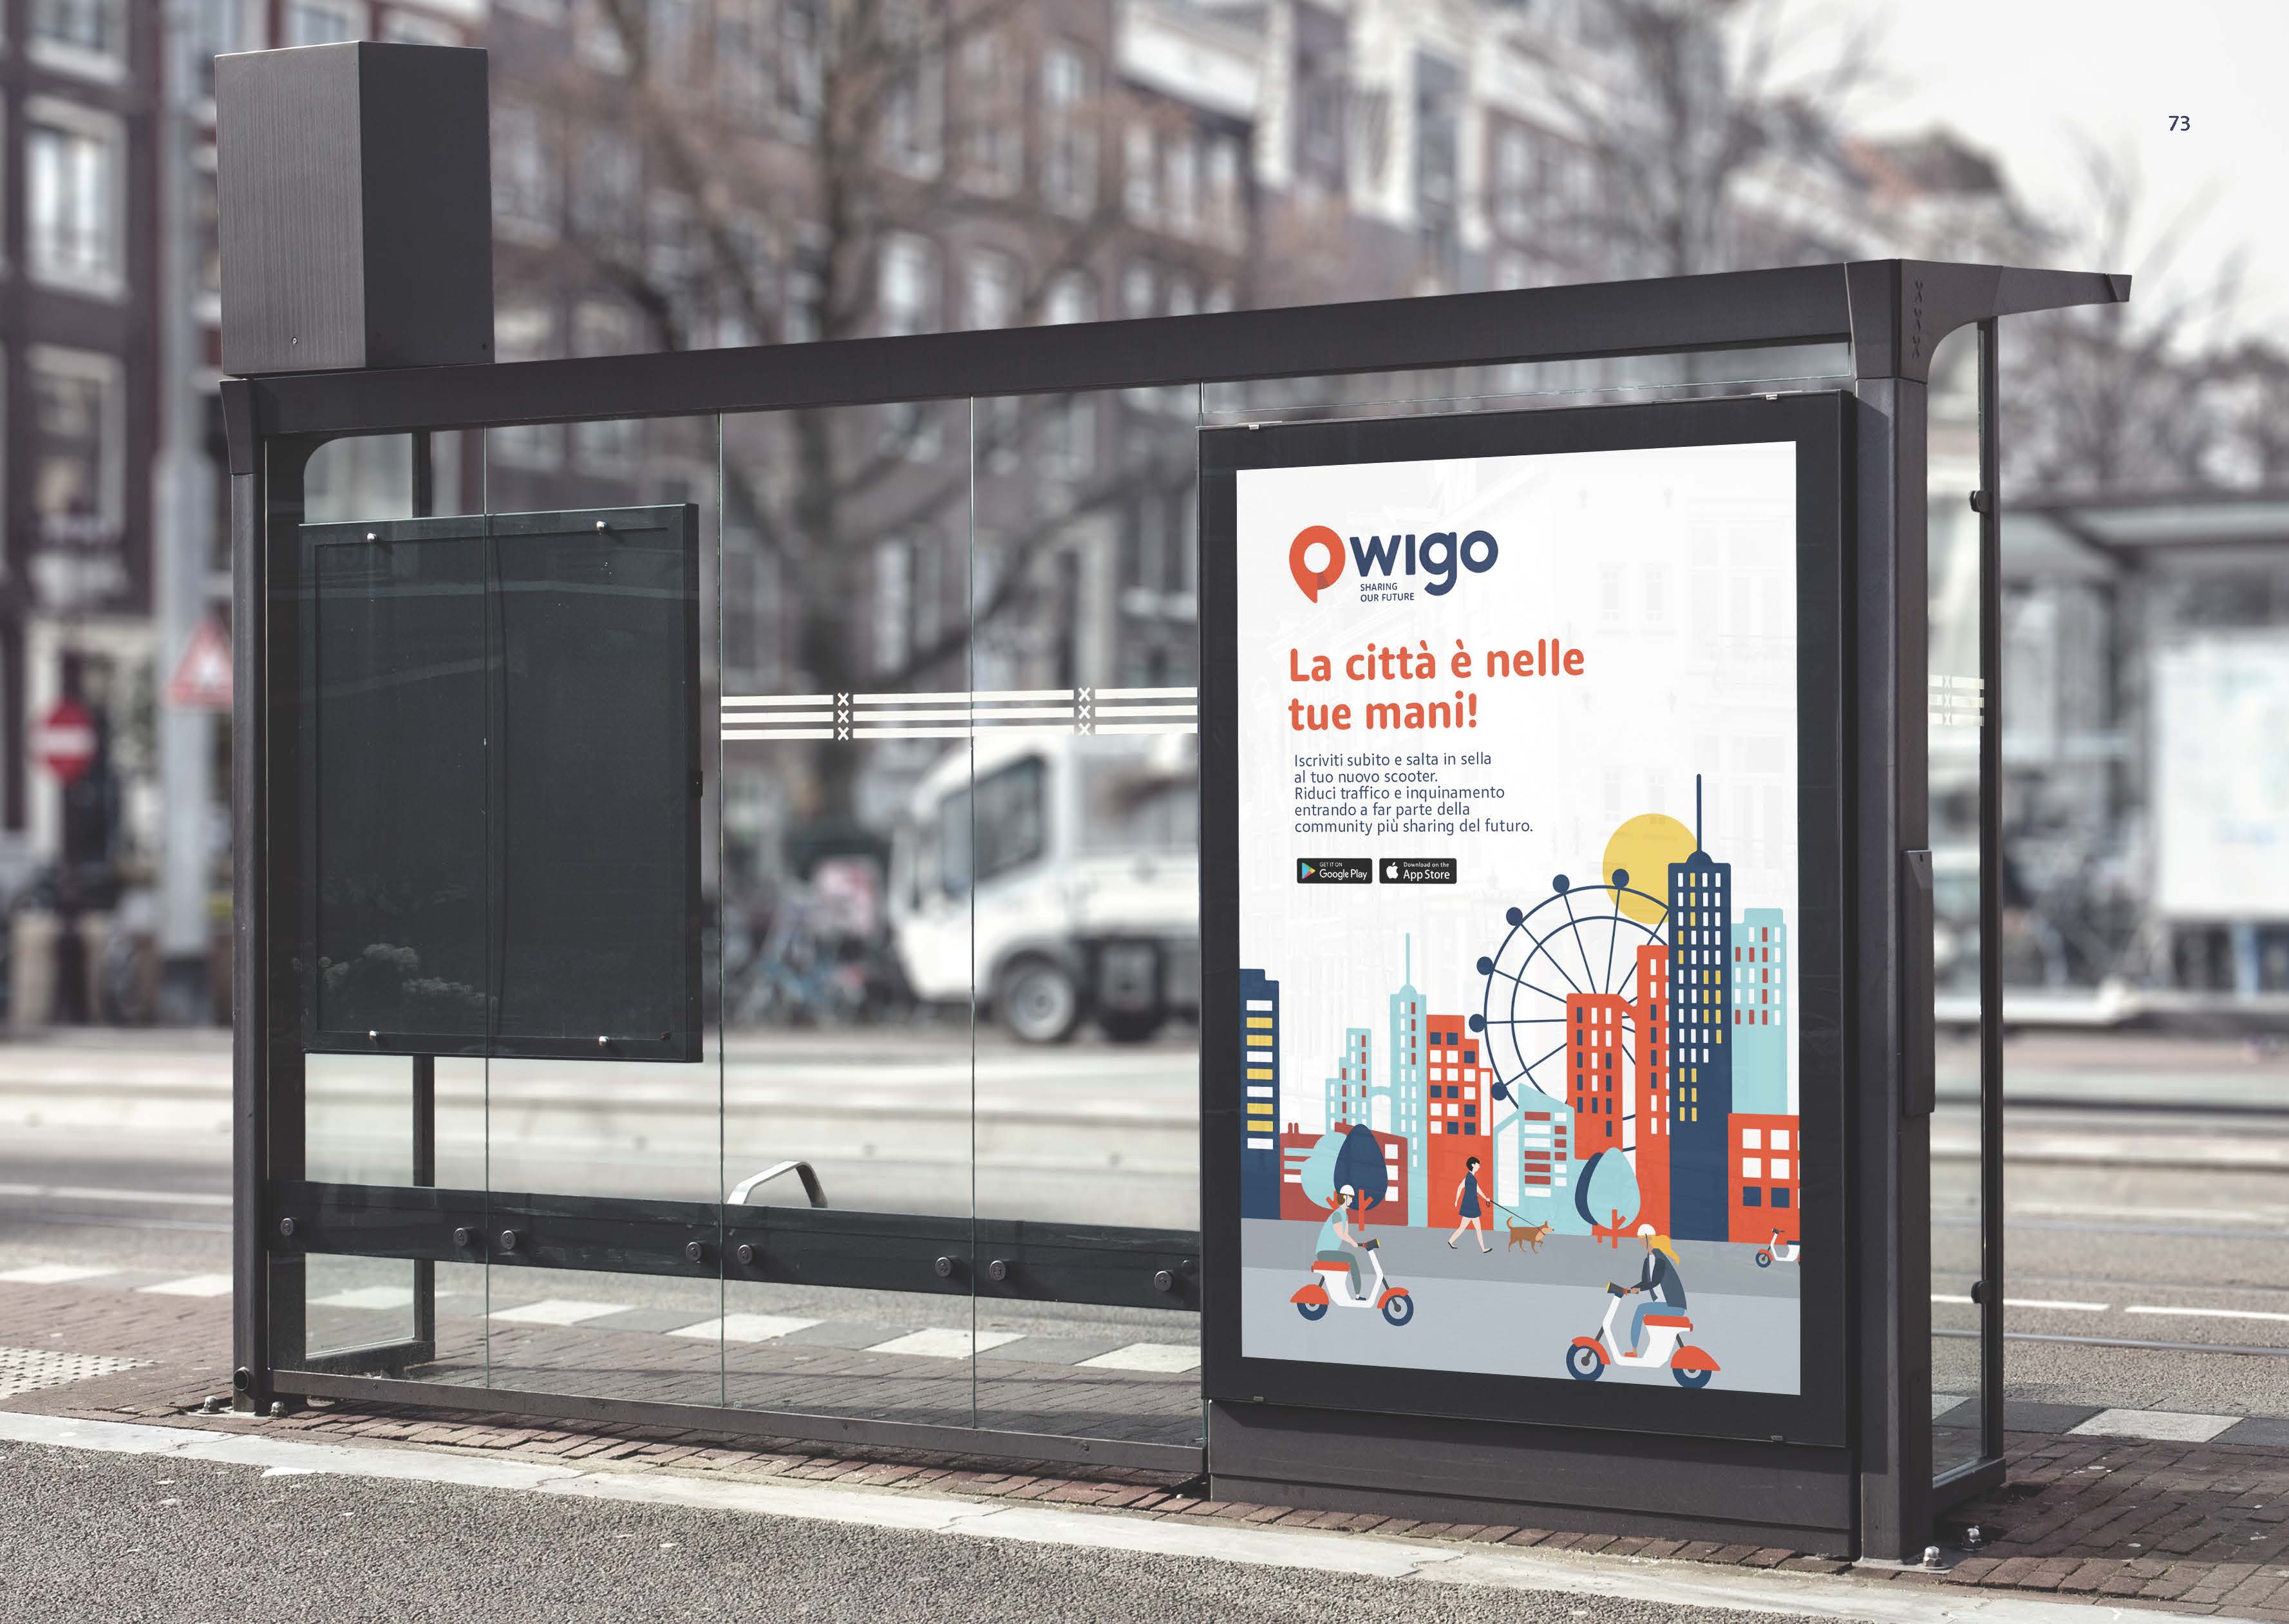 73
wigo
SHARING
OUR FUTURE
La città è nelle
tue mani!
Iscriviti subito e salta in sella
al tuo nuovo scooter.
Riduci traffico e inquinamento
entrando a far parte della
community più sharing del futuro.
GET IT ON
Google Play
Download on the
App Store